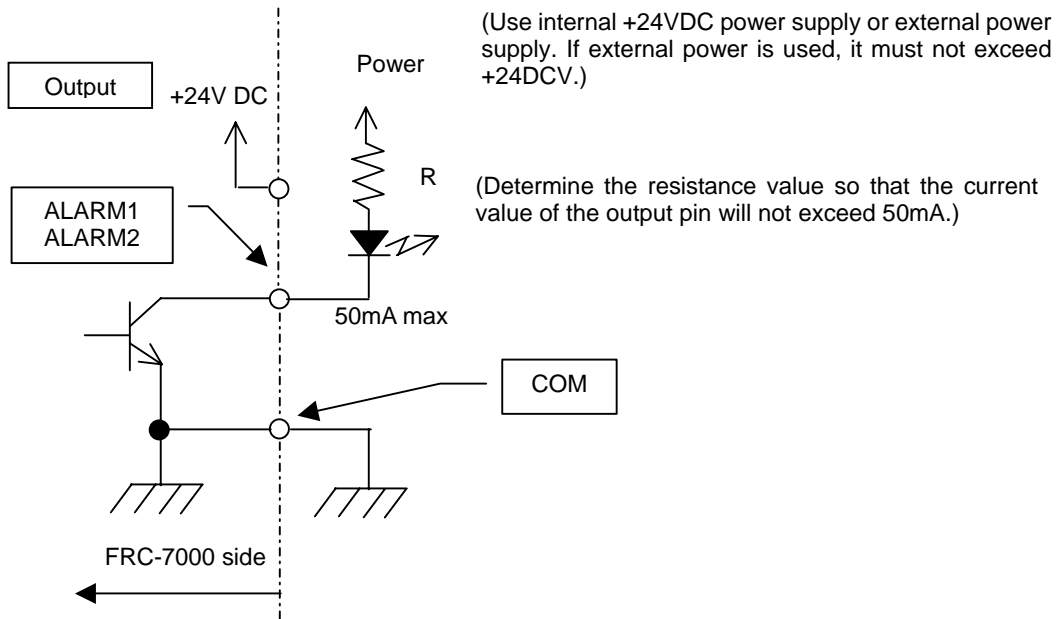 (Use internal +24VDC power supply or external power
supply. If external power is used, it must not exceed
+24DCV.)
Power
Output
+24V DC
R
(Determine the resistance value so that the current
value of the output pin will not exceed 50mA.)
ALARM1
ALARM2
50mA max
COM
FRC-7000 side